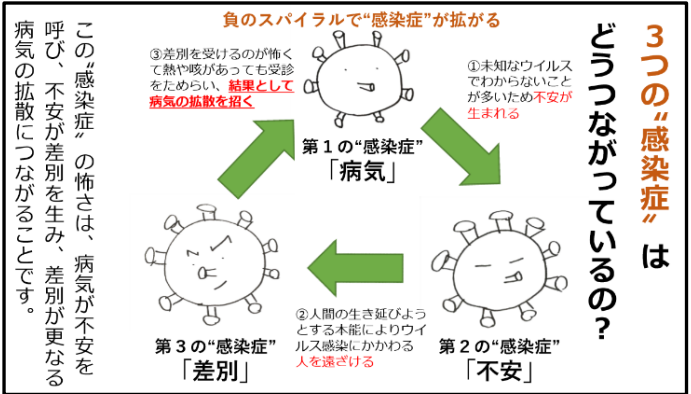 ３つの“感染症”は
どうつながっているの？
負のスパイラルで“感染症”が拡がる
①未知なウイルス
でわからないこと
が多いため不安が
生まれる
第１の“感染症”
「病気」
②人間の生き延びよう
とする本能によりウイ
ルス感染にかかわる
人を遠ざける
第２の“感染症”
「不安」
③差別を受けるのが怖く
て熱や咳があっても受診
をためらい、結果として
病気の拡散を招く
第３の“感染症”
「差別」
この“感染症”の怖さは、病気が不安を
呼び、不安が差別を生み、差別が更なる
病気の拡散につながることです。